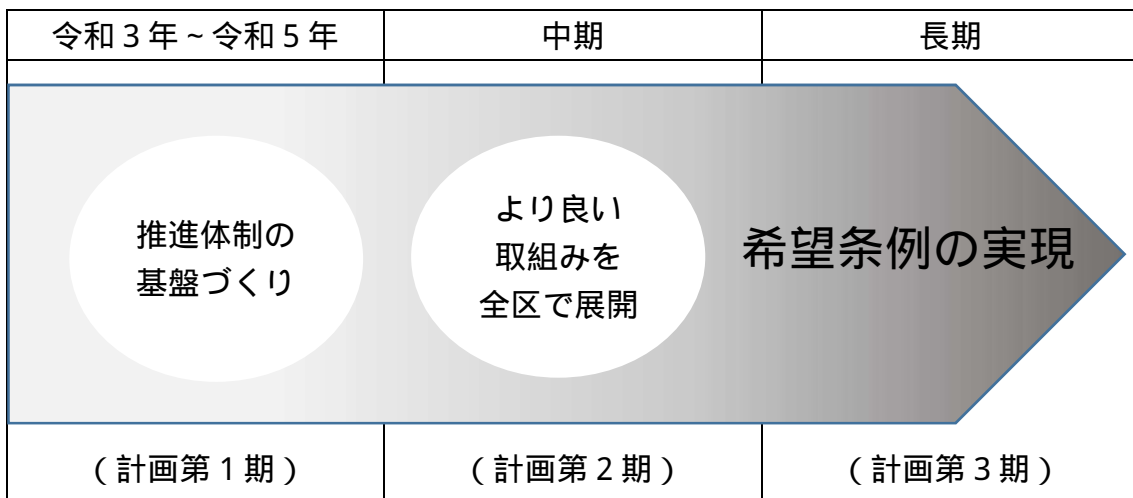 令和３年~令和５年
中期
長期
推進体制の
基盤づくり
より良い
取組みを
全区で展開
希望条例の実現
（計画第１期）
（計画第２期）
（計画第３期）